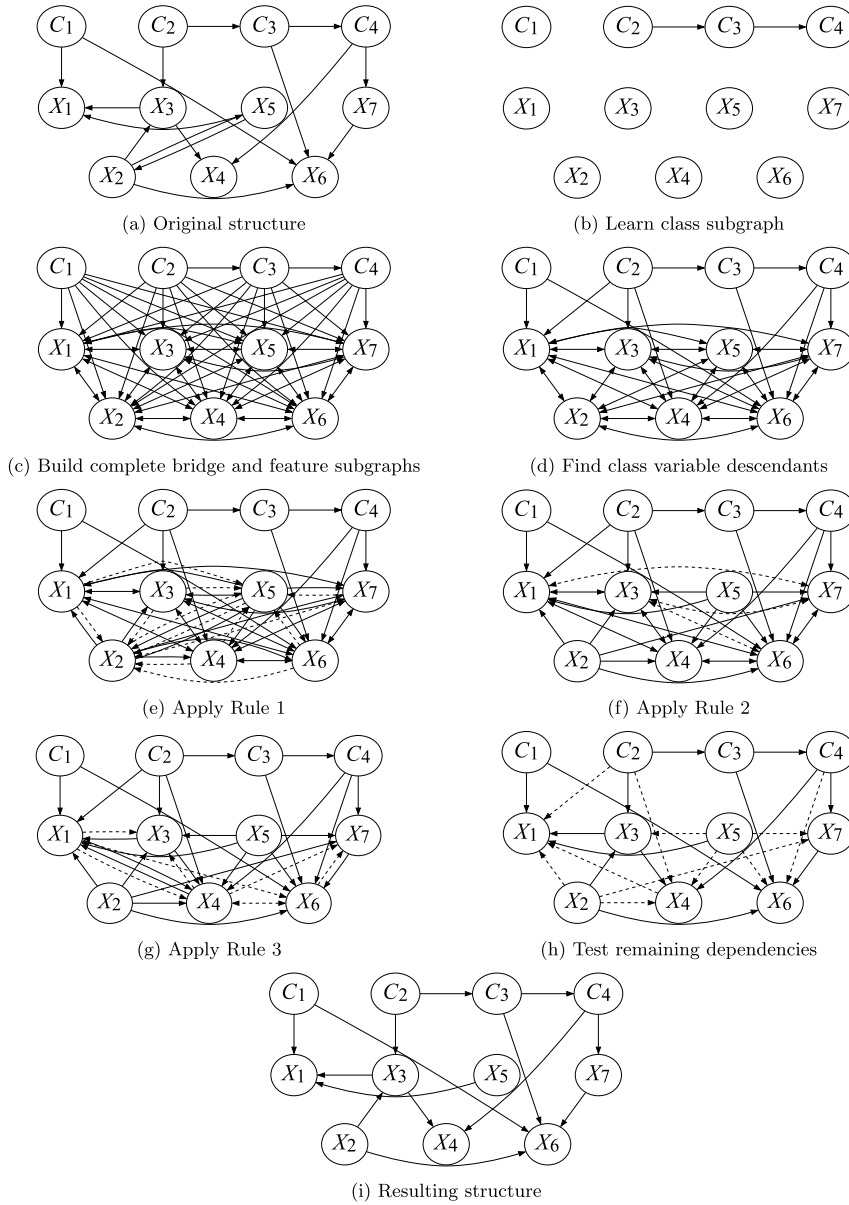 C1 C2 C3 C4
X1 X3 X5 X7
X2 X4 X6
(a) Original structure
C1 C2 C3 C4
X1 X3 X5 X7
X2 X4 X6
(b) Learn class subgraph
C1 C2 C3 C4
X1 X3 X5 X7
X2 X4 X6
(c) Build complete bridge and feature subgraphs
C1 C2 C3 C4
X1 X3 X5 X7
X2 X4 X6
(d) Find class variable descendants
C1 C2 C3 C4
X1 X3 X5 X7
X2 X4 X6
(e) Apply Rule 1
C1 C2 C3 C4
X1 X3 X5 X7
X2 X4 X6
(f) Apply Rule 2
C1 C2 C3 C4
X1 X3 X5 X7
X2 X4 X6
(g) Apply Rule 3
C1 C2 C3 C4
X1 X3 X5 X7
X2 X4 X6
(h) Test remaining dependencies
C1 C2 C3 C4
X1 X3 X5 X7
X2 X4 X6
(i) Resulting structure